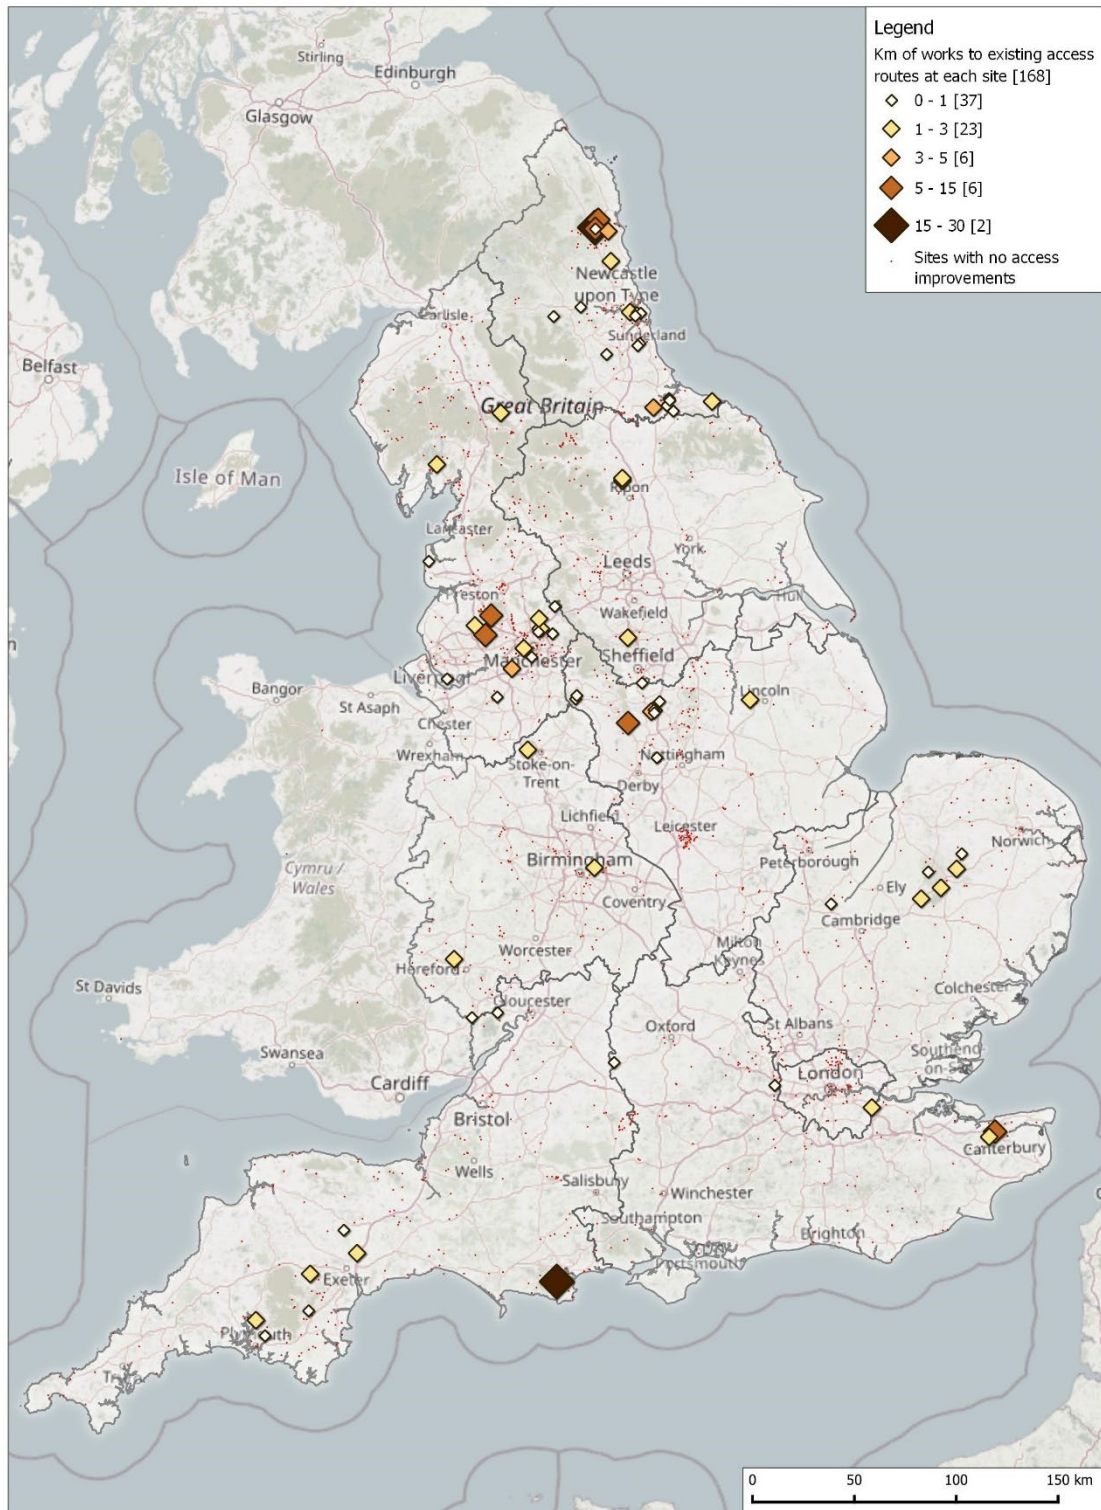 Legend
Km of works to existing access
routes at each site [168]
0 - 1 [37]
1 - 3 [23]
3 - 5 [6]
5 - 15 [6]
15 - 30 [2]
Sites with no access
improvements
Stirling
Edinburgh
Glasgow
Newcastle
upon Tyne
Carlisle
Sunderland
Belfast
Great Britain
Isle of Man
Ripon
Lancaster
York
Leeds
Preston
Hull
Wakefield
Manchester
Sheffield
Liverpool
Bangor
St Asaph
Lincoln
Chester
Wrexham
Stoke-on-
Trent
Nottingham
Derby
Lichfield
Leicester
Norwich
Peterborough
Birmingham
Cymru /
Wales
Ely
Coventry
Cambridge
Worcester
Milton
Keynes
Hereford
St Davids
Gloucester
Colchester
Oxford
St Albans
Swansea
Southend-
on-Sea
London
Cardiff
Bristol
Canterbury
Wells
Salisbury
Winchester
Southampton
Brighton
Portsmouth
Exeter
Plymouth
0 50 100 150 km